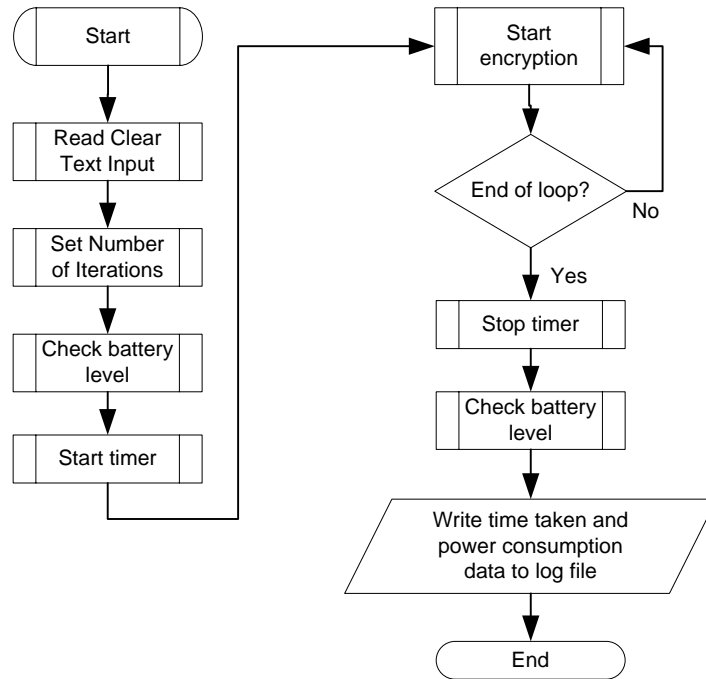 Start
Read Clear
Text Input
Set Number
of Iterations
Check battery
level
Start timer
Start
encryption
End of loop?
No
Yes
Stop timer
Check battery
level
Write time taken and
power consumption
data to log file
End